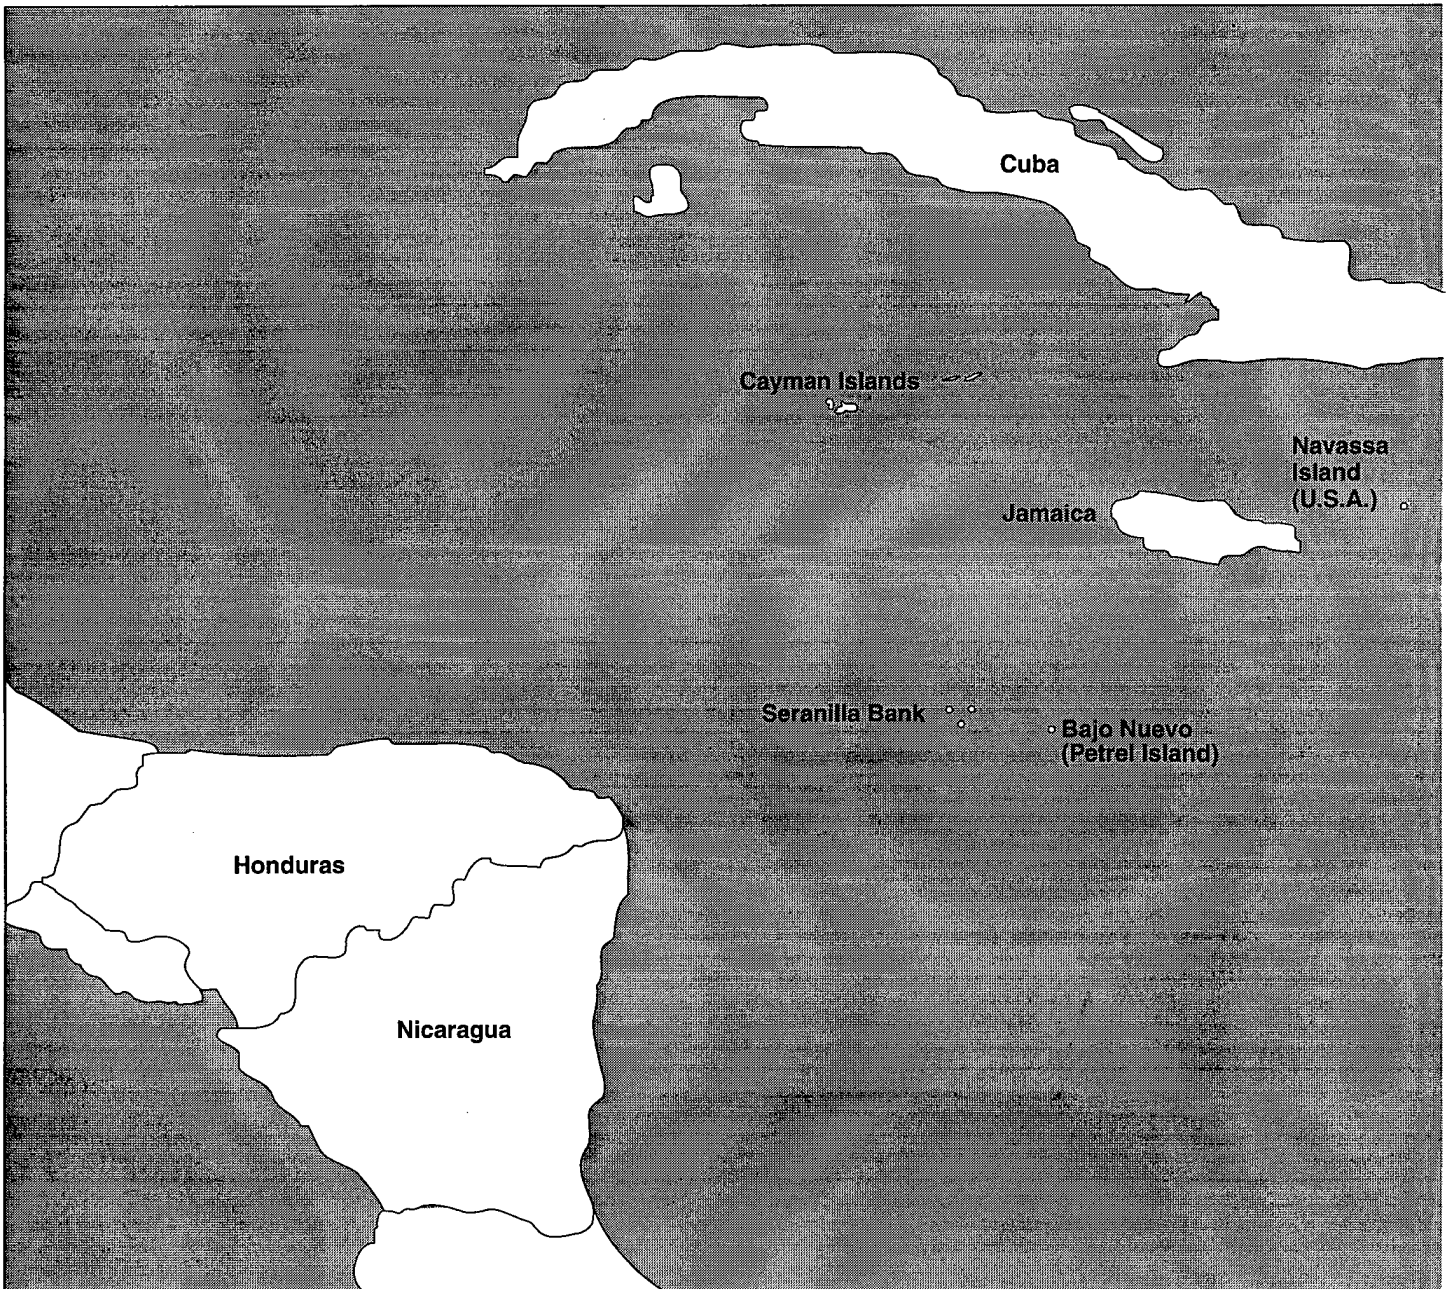 Cuba
Cayman Islands
Navassa
Island
(U.S.A.)
Jamaica
Seranilla Bank
Bajo Nuevo
(Petrel Island)
Honduras
Nicaragua